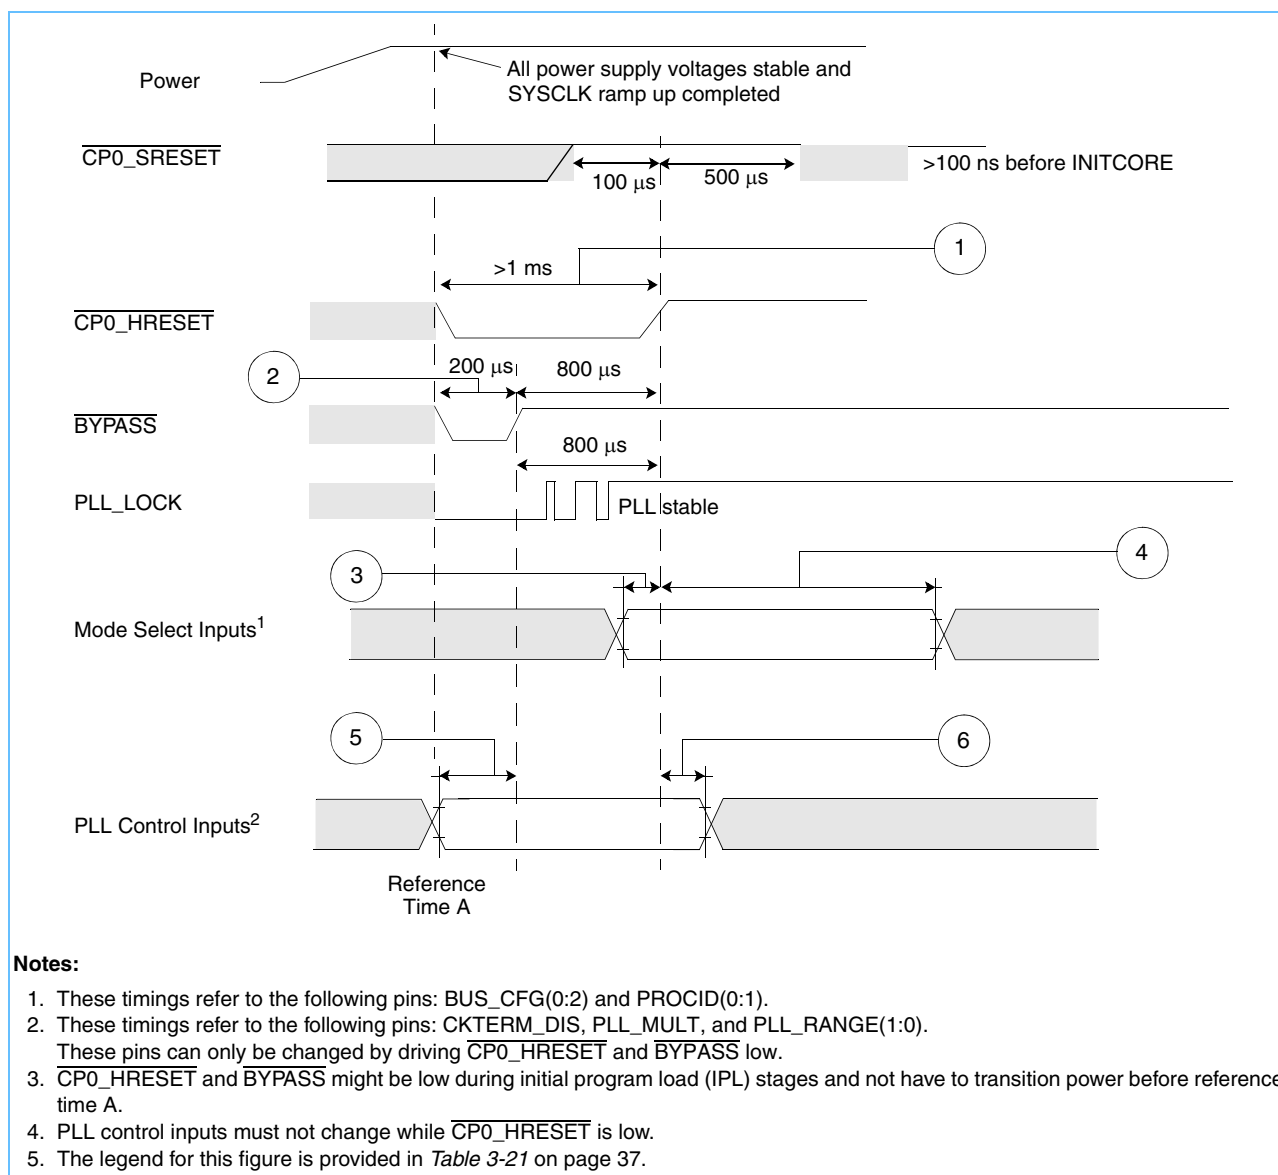 Power
All power supply voltages stable and
SYSCLK ramp up completed
CP0_SRESET
100 μs
500 μs
>100 ns before INITCORE
1
>1 ms
CP0_HRESET
2
200 μs
800 μs
BYPASS
800 μs
PLL_LOCK
PLL stable
3
4
Mode Select Inputs1
5
6
PLL Control Inputs2
Reference
Time A
Notes:
1. These timings refer to the following pins: BUS_CFG(0:2) and PROCID(0:1).
2. These timings refer to the following pins: CKTERM_DIS, PLL_MULT, and PLL_RANGE(1:0).
These pins can only be changed by driving CP0_HRESET and BYPASS low.
3. CP0_HRESET and BYPASS might be low during initial program load (IPL) stages and not have to transition power before reference
time A.
4. PLL control inputs must not change while CP0_HRESET is low.
5. The legend for this figure is provided in Table 3-21 on page 37.